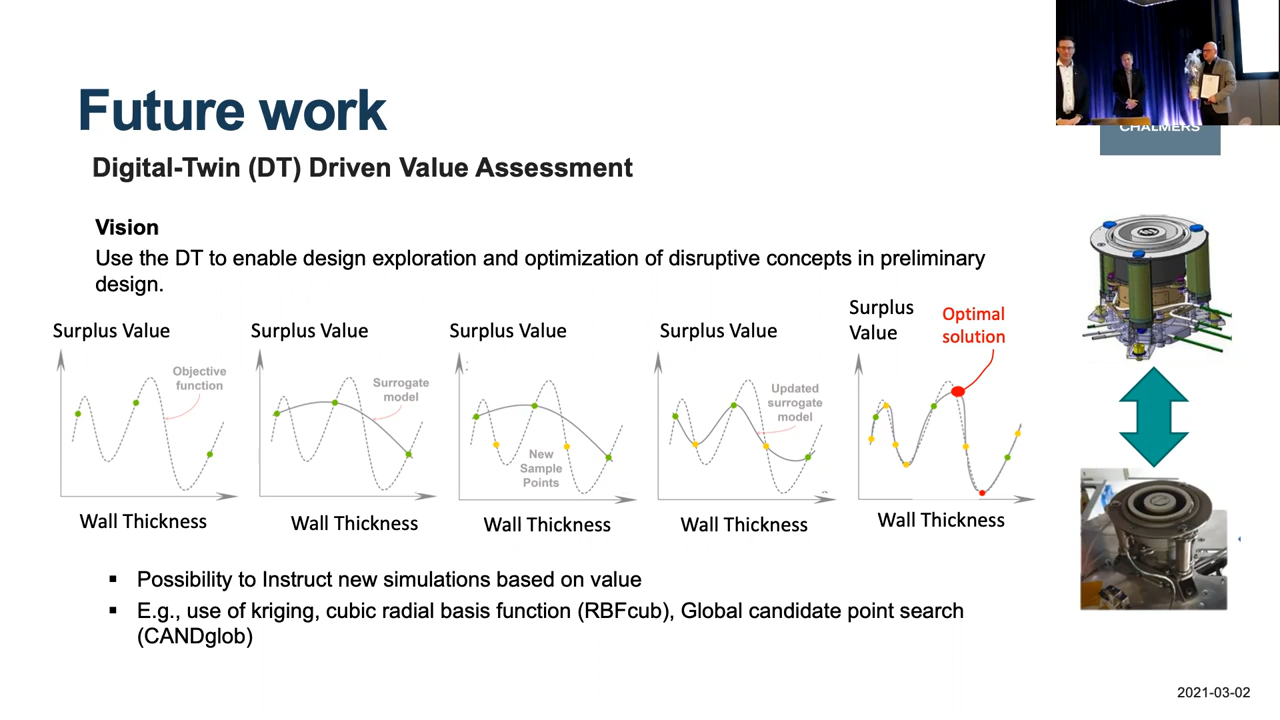 Future work
CHALMERS
Digital-Twin (DT) Driven Value Assessment
Vision
Use the DT to enable design exploration and optimization of disruptive concepts in preliminary
design.
Surplus Value
Objective
function
Wall Thickness
Surplus Value
Surrogate
model
Wall Thickness
Surplus Value
New
Sample
Points
Wall Thickness
Surplus Value
Updated
surrogate
model
Wall Thickness
Surplus
Value
Optimal
solution
Wall Thickness
▪ Possibility to Instruct new simulations based on value
▪ E.g., use of kriging, cubic radial basis function (RBFcub), Global candidate point search
(CANDglob)
2021-03-02